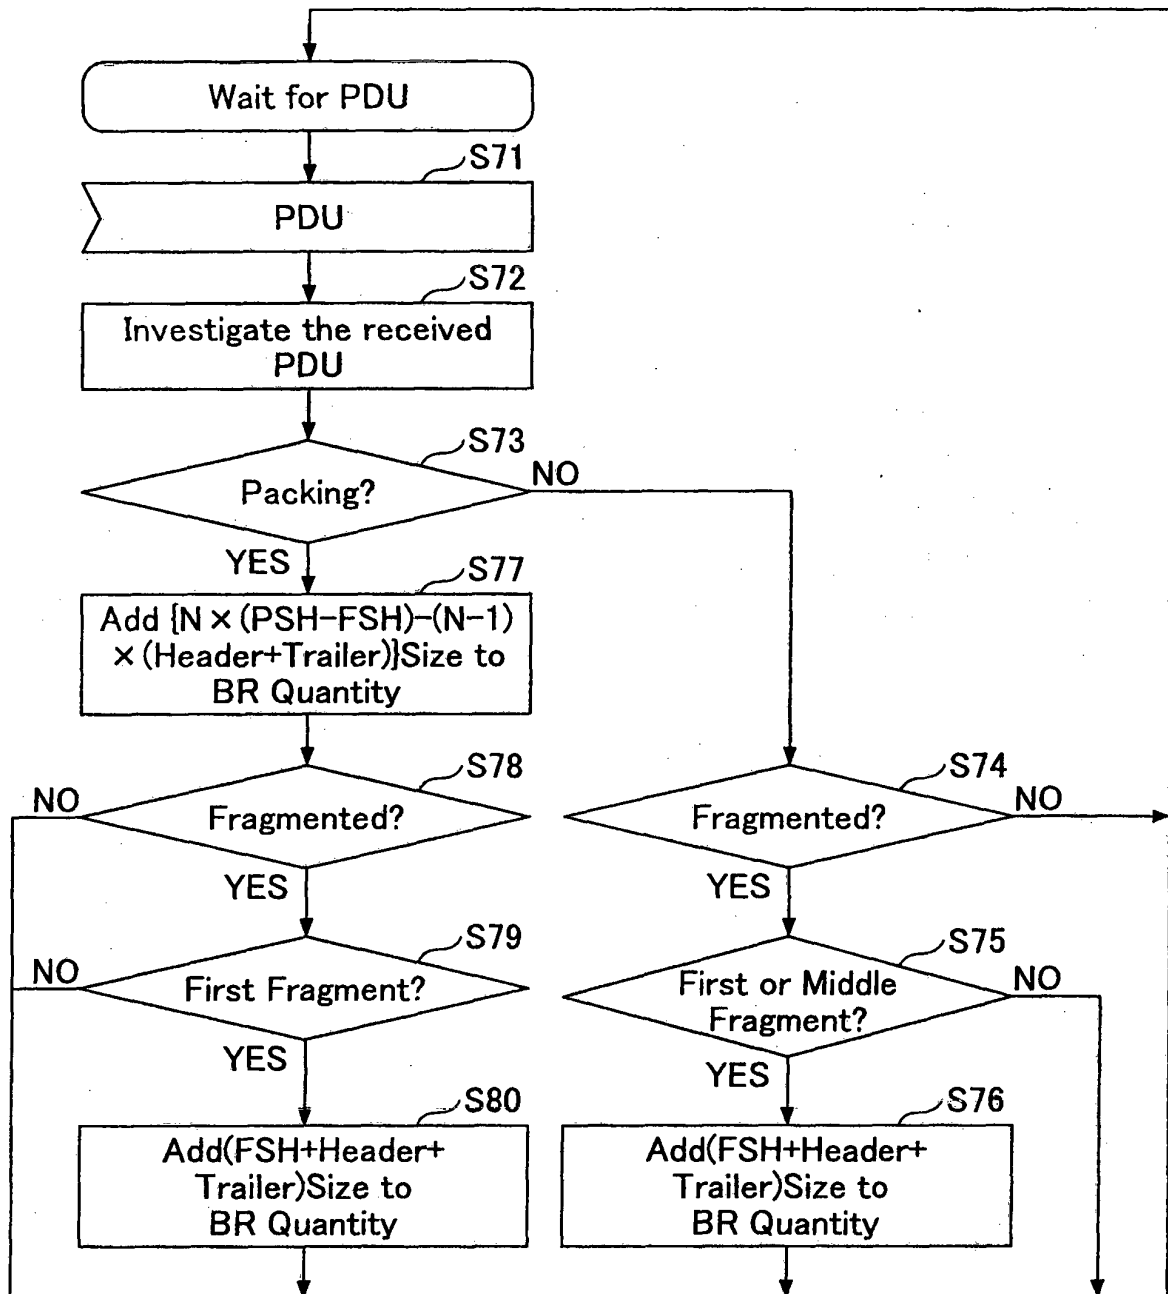 Wait for PDU
S71
PDU
S72
Investigate the received
PDU
S73
Packing?
NO
YES
S77
Add {N×(PSH-FSH)-(N-1)
×(Header+Trailer)}Size to
BR Quantity
S78
Fragmented?
NO
YES
S74
Fragmented?
NO
YES
S79
First Fragment?
NO
YES
S75
First or Middle
Fragment?
NO
YES
S80
Add(FSH+Header+
Trailer)Size to
BR Quantity
S76
Add(FSH+Header+
Trailer)Size to
BR Quantity